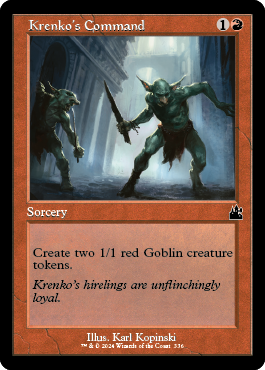 Krenko's Command 1
Sorcery
Create two 1/1 red Goblin creature
tokens.
Krenko's hirelings are unflinchingly
loyal.
Illus. Karl Kopinski
™ & © 2024 Wizards of the Coast 336